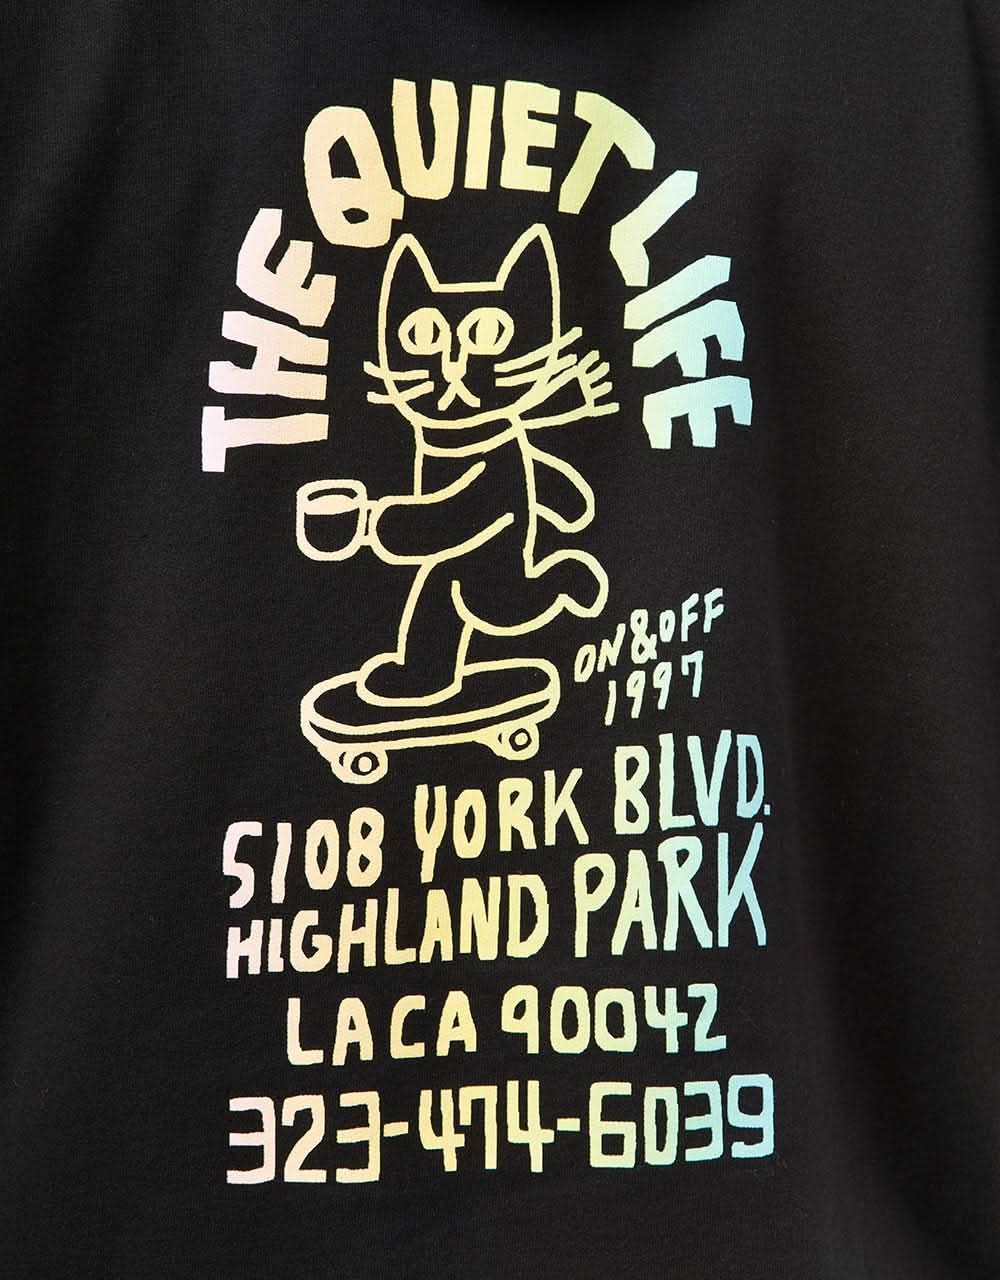 THE QUIET LIFE
ON & OFF
1997
5108 YORK BLVD.
HIGHLAND PARK
LA CA 90042
323-474-6039